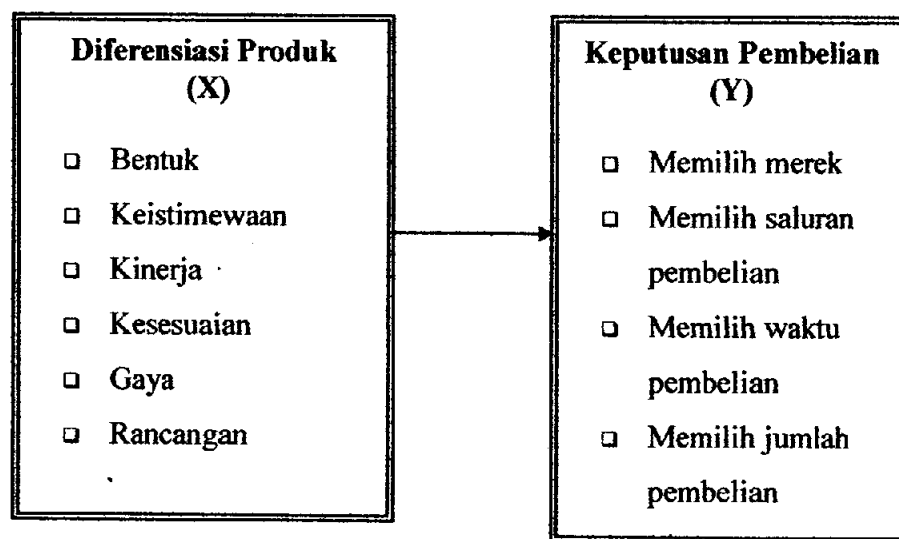 Diferensiasi Produk
(X)
❑ Bentuk
❑ Keistimewaan
❑ Kinerja
❑ Kesesuaian
❑ Gaya
❑ Rancangan
Keputusan Pembelian
(Y)
❑ Memilih merek
❑ Memilih saluran
pembelian
❑ Memilih waktu
pembelian
❑ Memilih jumlah
pembelian